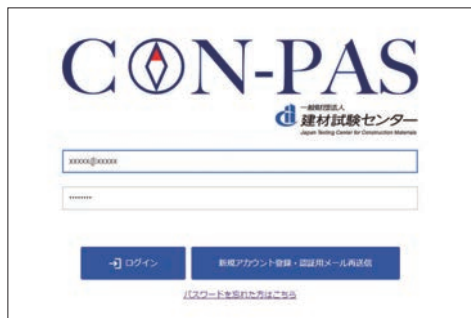 CON-PAS
一般財団法人
建材試験センター
Japan Testing Center for Construction Materials
xxxxx@xxxxx
••••••••
ログイン
新規アカウント登録・認証用メール再送信
パスワードを忘れた方はこちら